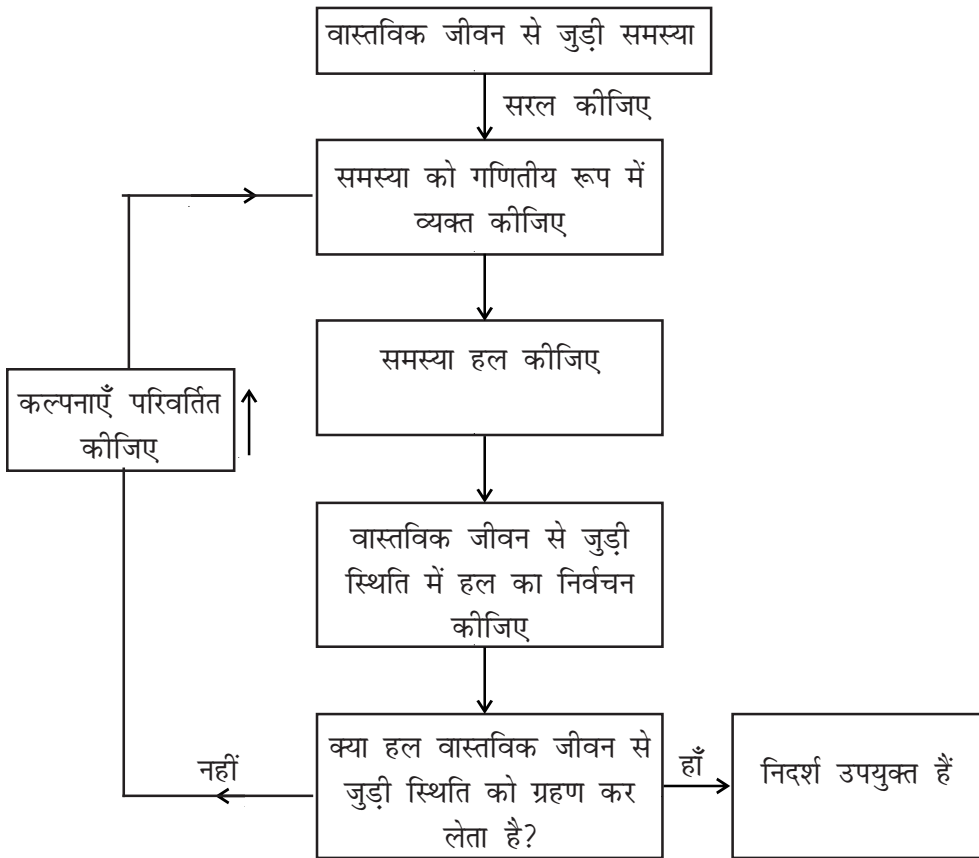 वास्तविक जीवन से जुड़ी समस्या
सरल कीजिए
समस्या को गणितीय रूप में
व्यक्त कीजिए
समस्या हल कीजिए
कल्पनाएँ परिवर्तित
कीजिए
वास्तविक जीवन से जुड़ी
स्थिति में हल का निर्वचन
कीजिए
क्या हल वास्तविक जीवन से
जुड़ी स्थिति को ग्रहण कर
लेता है?
नहीं
हाँ
निदर्श उपयुक्त हैं